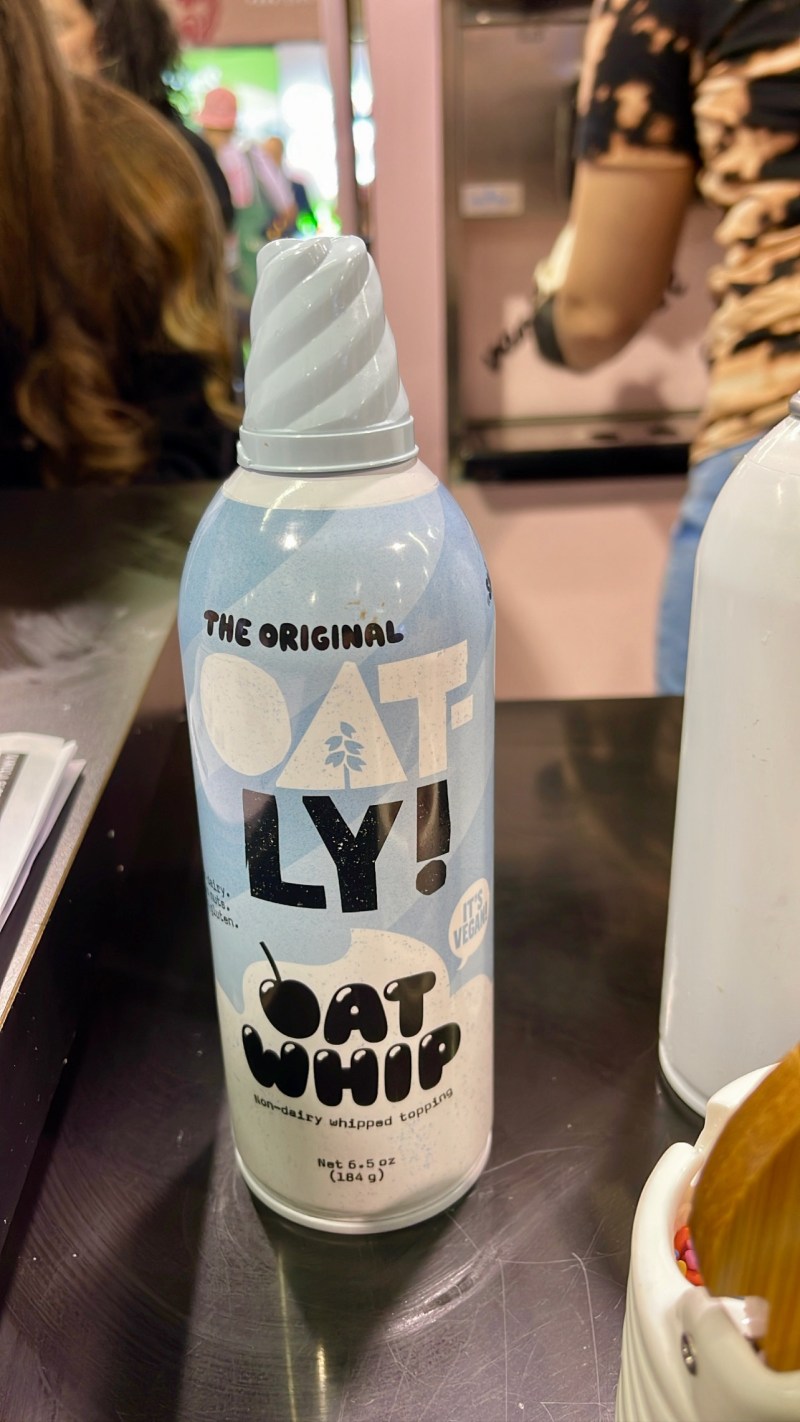 THE ORIGINAL
OAT-
LY!
IT'S
VEGAN!
OAT
WHIP
Non-dairy whipped topping
Net 6.5 oz
(184 g)